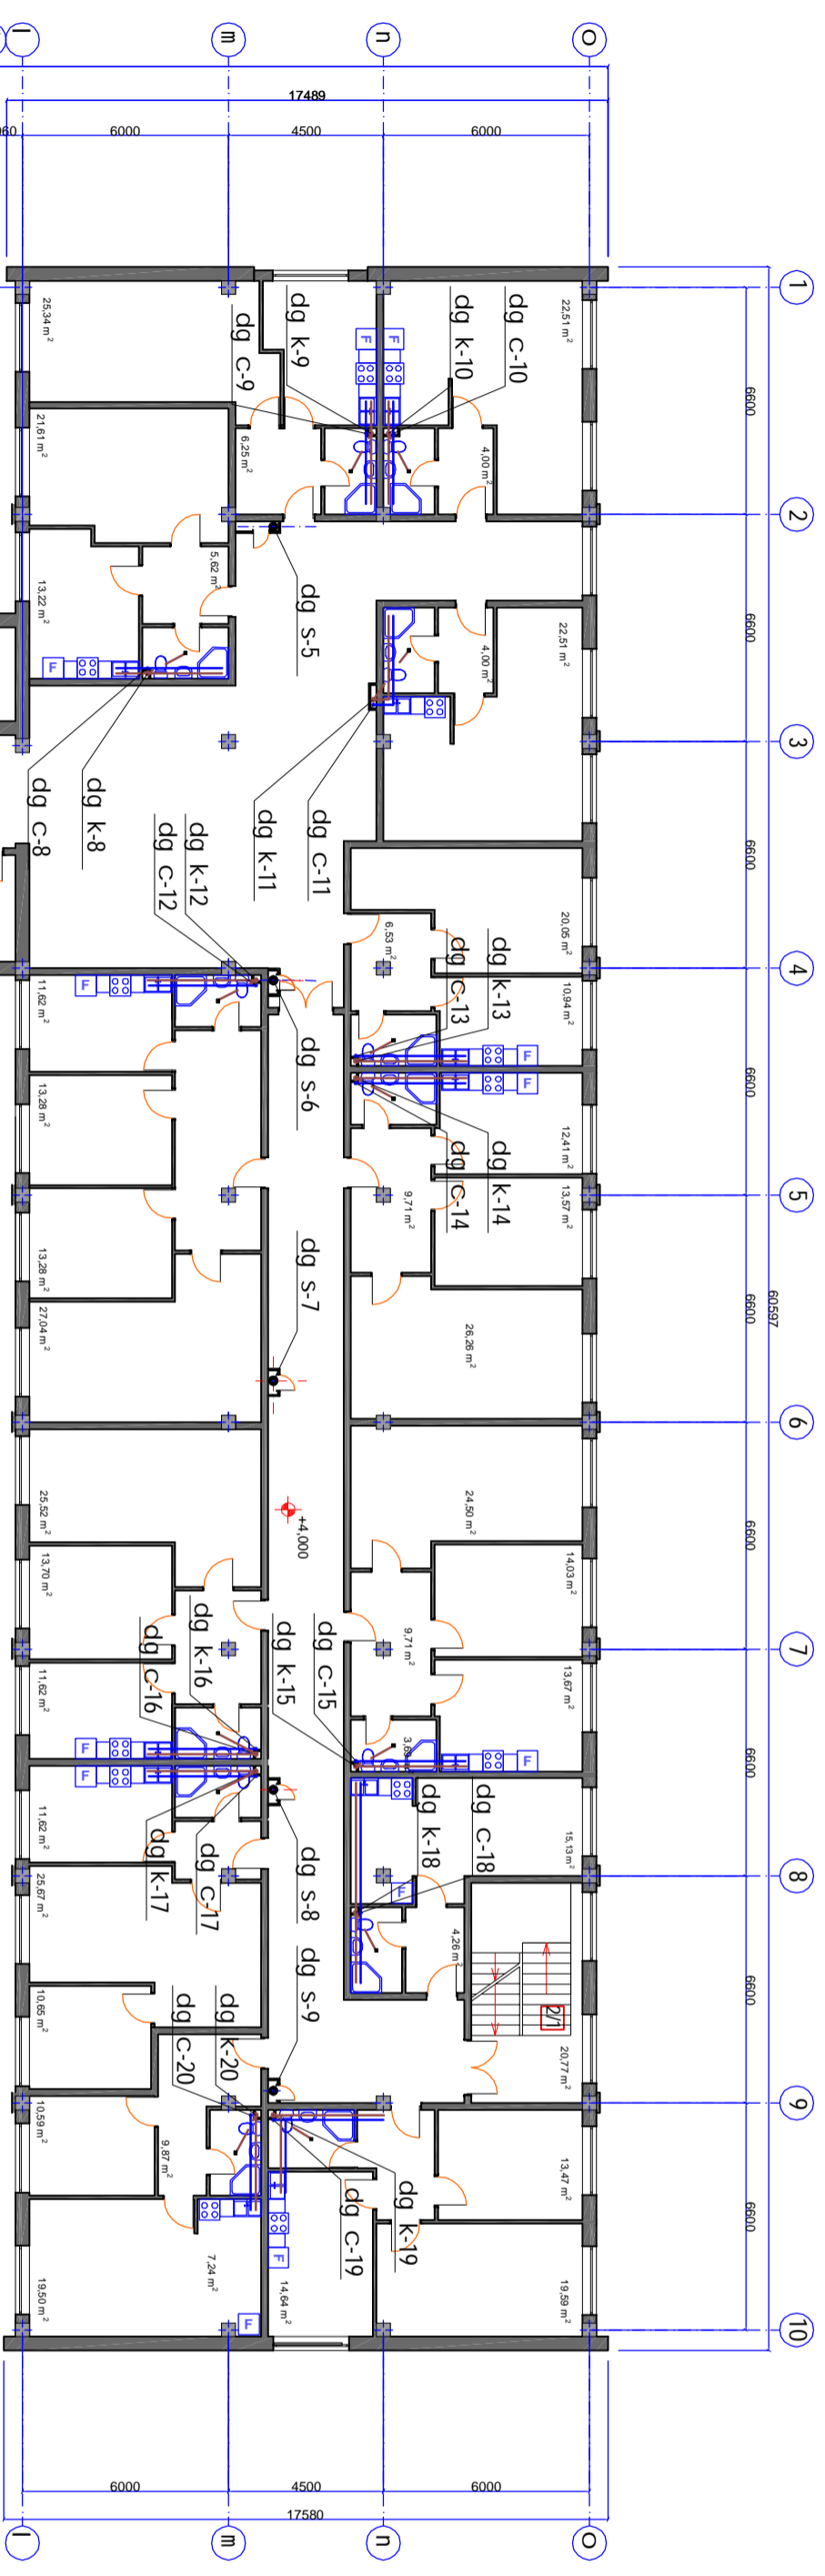 l
m
n
o
17489
060
6000
4500
6000
1
2
3
4
5
6
7
8
9
10
6600
6600
6600
6600
6600
6600
6600
6600
6600
60597
25,34 m²
22,51 m²
dg c-9
dg k-9
dg k-10
dg c-10
F
F
21,61 m²
6,25 m²
4,00 m²
13,22 m²
5,62 m²
dg s-5
4,00 m²
22,51 m²
F
dg c-8
dg k-8
dg k-11
dg c-11
dg c-12
dg k-12
6,53 m²
20,05 m²
dg c-13
dg k-13
10,94 m²
11,62 m²
F
F
F
dg s-6
13,28 m²
dg c-14
dg k-14
12,41 m²
9,71 m²
13,57 m²
13,28 m²
dg s-7
27,04 m²
26,26 m²
25,52 m²
+4,000
24,50 m²
13,70 m²
14,03 m²
dg c-16
dg k-16
dg k-15
dg c-15
9,71 m²
11,62 m²
13,67 m²
F
F
F
11,62 m²
dg k-17
dg c-17
dg s-8
dg k-18
dg c-18
15,13 m²
25,67 m²
F
4,26 m²
dg s-9
10,65 m²
dg c-20
dg k-20
2/1
20,77 m²
10,59 m²
9,87 m²
dg c-19
dg k-19
13,47 m²
19,50 m²
7,24 m²
F
F
14,64 m²
19,59 m²
6000
4500
6000
17580
l
m
n
o